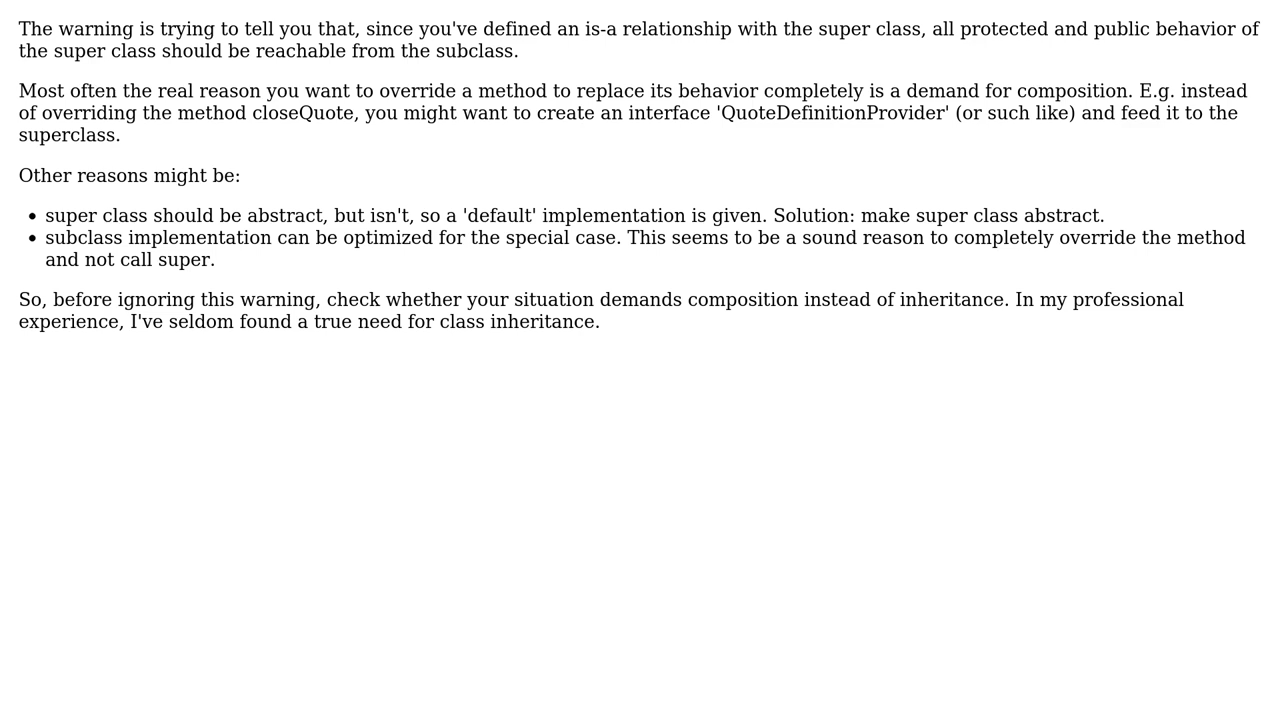 The warning is trying to tell you that, since you've defined an is-a relationship with the super class, all protected and public behavior of
the super class should be reachable from the subclass.
Most often the real reason you want to override a method to replace its behavior completely is a demand for composition. E.g. instead
of overriding the method closeQuote, you might want to create an interface 'QuoteDefinitionProvider' (or such like) and feed it to the
superclass.
Other reasons might be:
• super class should be abstract, but isn't, so a 'default' implementation is given. Solution: make super class abstract.
• subclass implementation can be optimized for the special case. This seems to be a sound reason to completely override the method
and not call super.
So, before ignoring this warning, check whether your situation demands composition instead of inheritance. In my professional
experience, I've seldom found a true need for class inheritance.